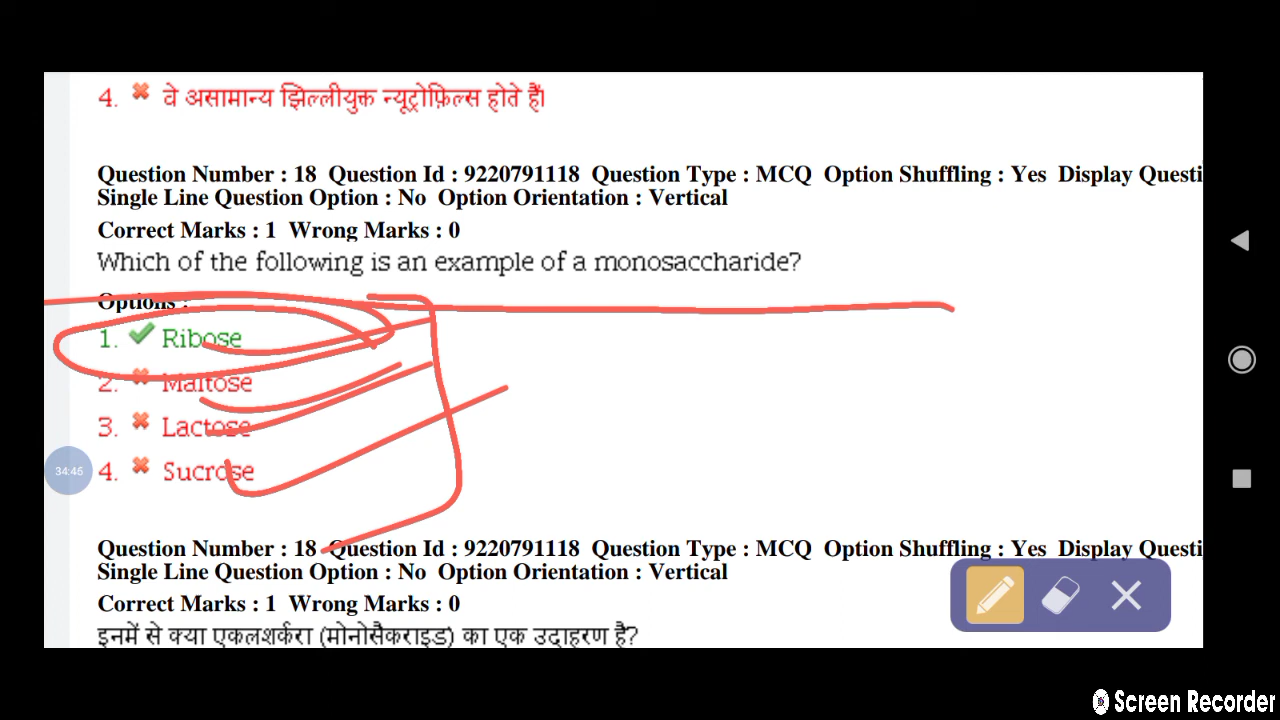 4. वे असामान्य झिल्लीयुक्त न्यूट्रोफ़िल्स होते हैं।
Question Number : 18 Question Id : 9220791118 Question Type : MCQ Option Shuffling : Yes Display Questi
Single Line Question Option : No Option Orientation : Vertical
Correct Marks : 1 Wrong Marks : 0
Which of the following is an example of a monosaccharide?
Options :
1. Ribose
2. Maltose
3. Lactose
4. Sucrose
34:46
Question Number : 18 Question Id : 9220791118 Question Type : MCQ Option Shuffling : Yes Display Questi
Single Line Question Option : No Option Orientation : Vertical
Correct Marks : 1 Wrong Marks : 0
इनमें से क्या एकलशर्करा (मोनोसैकराइड) का एक उदाहरण है?
Screen Recorder